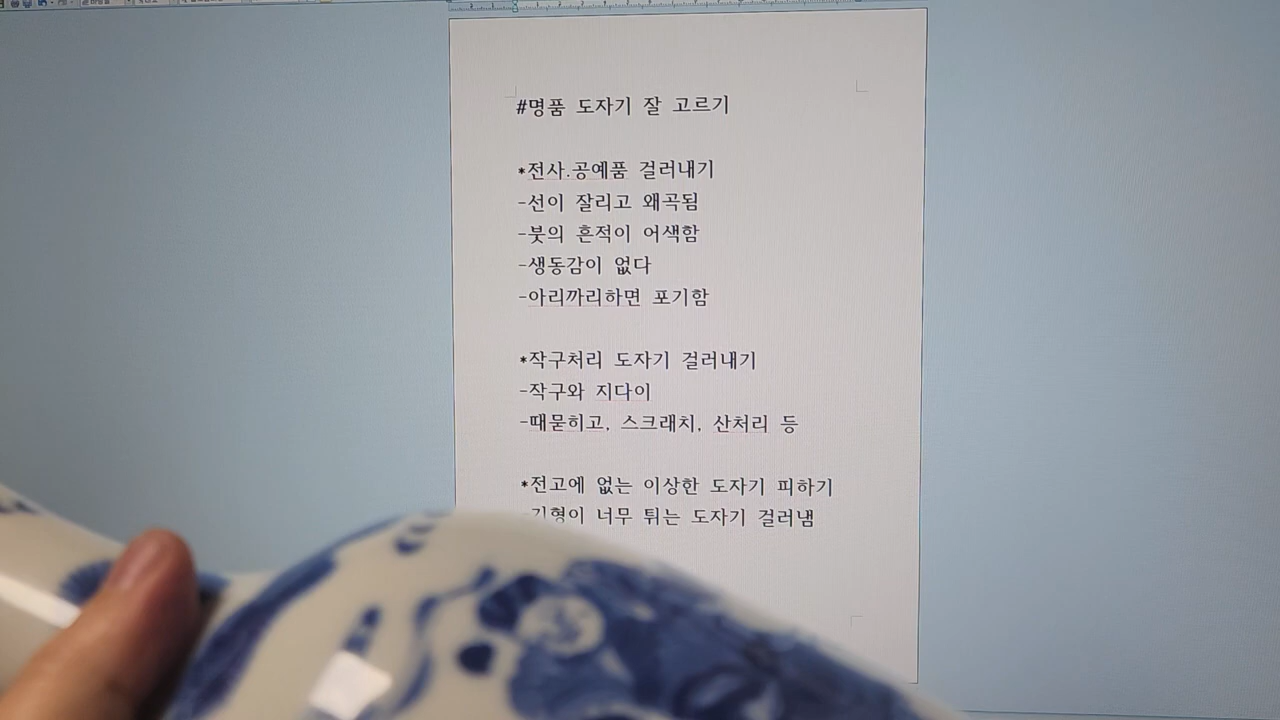 #명품 도자기 잘 고르기
*전사.공예품 걸러내기
-선이 잘리고 왜곡됨
-붓의 흔적이 어색함
-생동감이 없다
-아리까리하면 포기함
*작구처리 도자기 걸러내기
-작구와 지다이
-때묻히고, 스크래치, 산처리 등
*전고에 없는 이상한 도자기 피하기
-기형이 너무 튀는 도자기 걸러냄